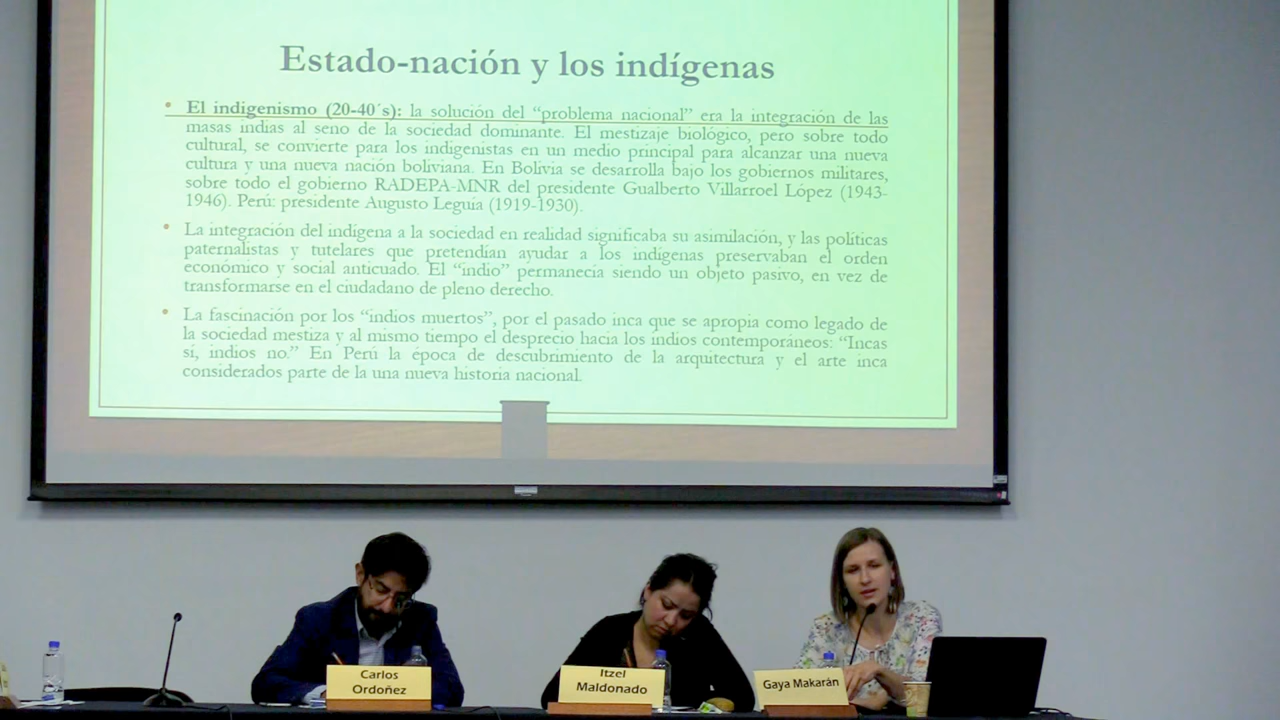 Estado-nación y los indígenas
• El indigenismo (20-40´s): la solución del “problema nacional” era la integración de las
masas indias al seno de la sociedad dominante. El mestizaje biológico, pero sobre todo
cultural, se convierte para los indigenistas en un medio principal para alcanzar una nueva
cultura y una nueva nación boliviana. En Bolivia se desarrolla bajo los gobiernos militares,
sobre todo el gobierno RADEPA-MNR del presidente Gualberto Villarroel López (1943-
1946). Perú: presidente Augusto Leguía (1919-1930).
• La integración del indígena a la sociedad en realidad significaba su asimilación, y las políticas
paternalistas y tutelares que pretendían ayudar a los indígenas preservaban el orden
económico y social anticuado. El “indio” permanecía siendo un objeto pasivo, en vez de
transformarse en el ciudadano de pleno derecho.
• La fascinación por los “indios muertos”, por el pasado inca que se apropia como legado de
la sociedad mestiza y al mismo tiempo el desprecio hacia los indios contemporáneos: “Incas
sí, indios no.” En Perú la época de descubrimiento de la arquitectura y el arte inca
considerados parte de la una nueva historia nacional.
Carlos
Ordoñez
Itzel
Maldonado
Gaya Makarán